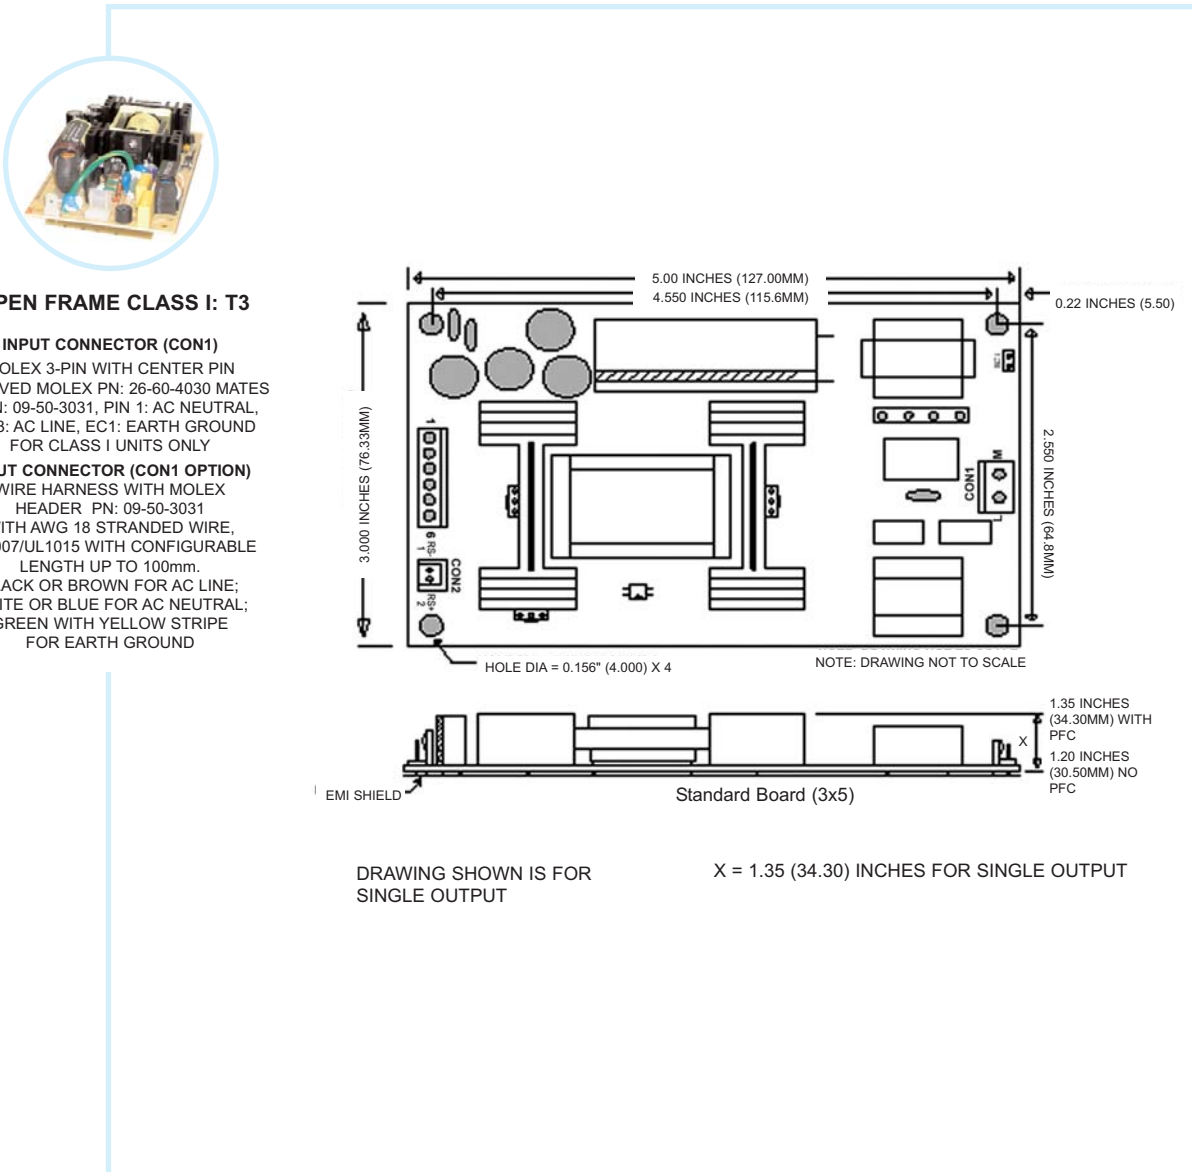 PEN FRAME CLASS I: T3
INPUT CONNECTOR (CON1)
OLEX 3-PIN WITH CENTER PIN
VED MOLEX PN: 26-60-4030 MATES
N: 09-50-3031, PIN 1: AC NEUTRAL,
3: AC LINE, EC1: EARTH GROUND
FOR CLASS I UNITS ONLY
UT CONNECTOR (CON1 OPTION)
WIRE HARNESS WITH MOLEX
HEADER PN: 09-50-3031
ITH AWG 18 STRANDED WIRE,
007/UL1015 WITH CONFIGURABLE
LENGTH UP TO 100mm.
ACK OR BROWN FOR AC LINE;
ITE OR BLUE FOR AC NEUTRAL;
GREEN WITH YELLOW STRIPE
FOR EARTH GROUND
5.00 INCHES (127.00MM)
4.550 INCHES (115.6MM)
0.22 INCHES (5.50)
3.000 INCHES (76.33MM)
2.550 INCHES (64.8MM)
1
6
RS-
1
CON2
RS+
2
CON1
M
L
HOLE DIA = 0.156" (4.000) X 4
NOTE: DRAWING NOT TO SCALE
1.35 INCHES
(34.30MM) WITH
PFC
X
1.20 INCHES
(30.50MM) NO
PFC
EMI SHIELD
Standard Board (3x5)
DRAWING SHOWN IS FOR
SINGLE OUTPUT
X = 1.35 (34.30) INCHES FOR SINGLE OUTPUT